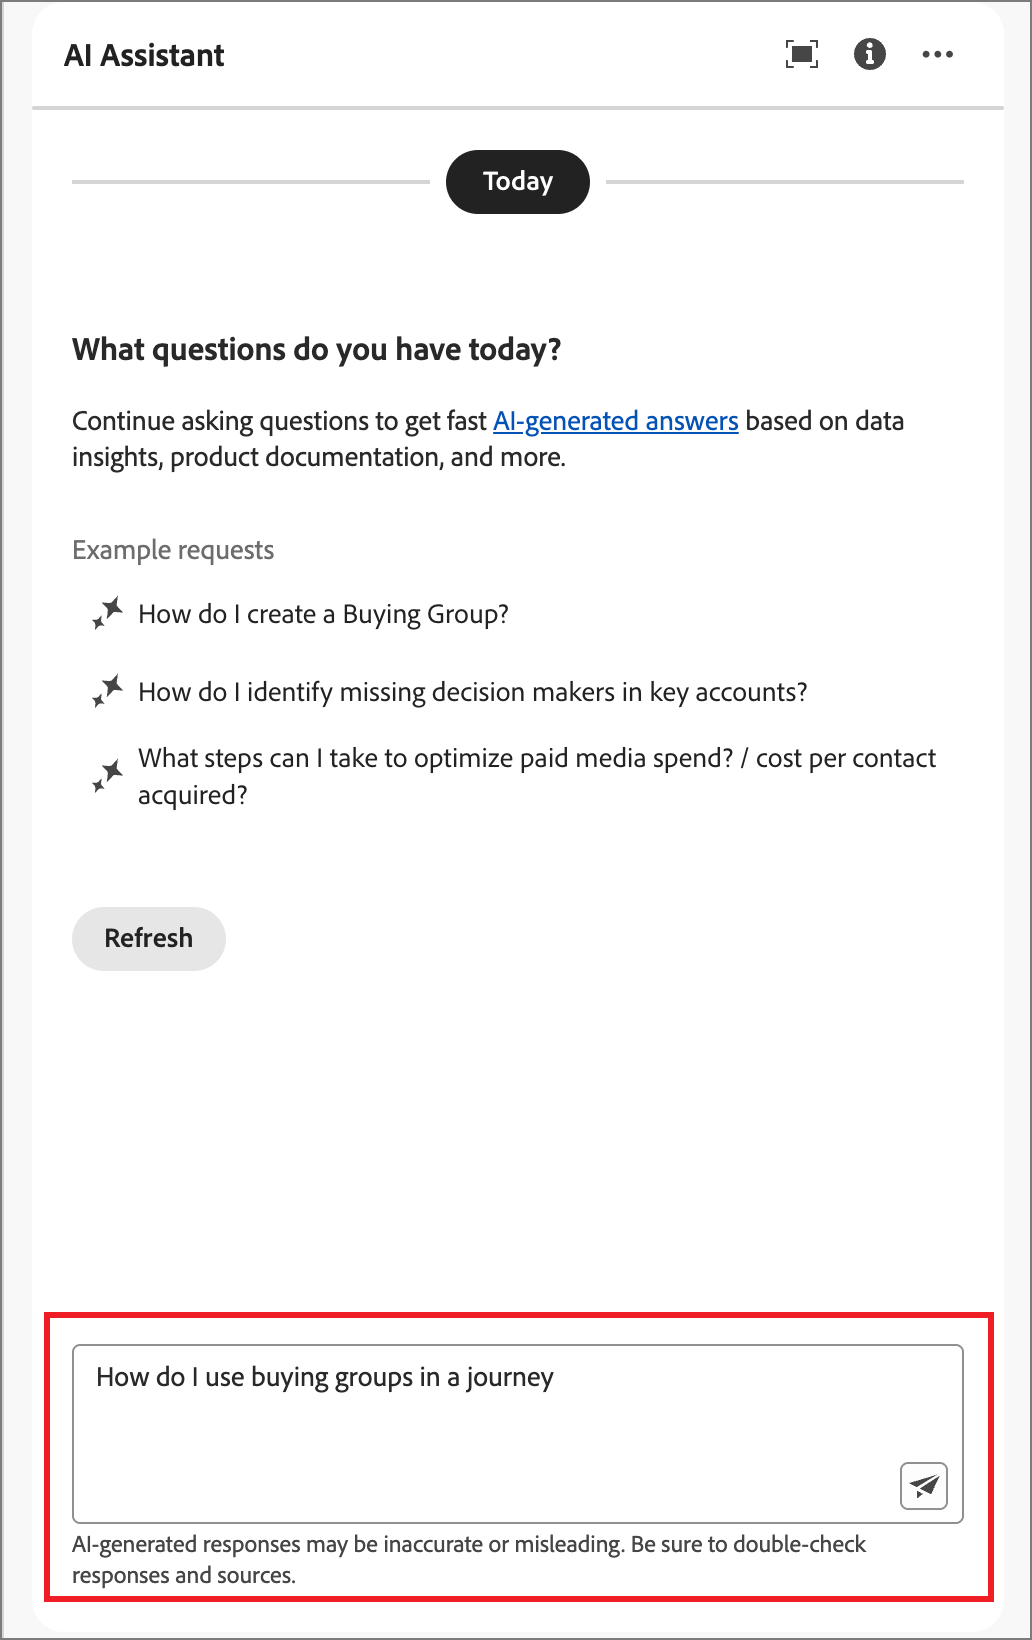 AI Assistant
Today
What questions do you have today?
Continue asking questions to get fast AI-generated answers based on data
insights, product documentation, and more.
Example requests
How do I create a Buying Group?
How do I identify missing decision makers in key accounts?
What steps can I take to optimize paid media spend? / cost per contact
acquired?
Refresh
How do I use buying groups in a journey
AI-generated responses may be inaccurate or misleading. Be sure to double-check
responses and sources.